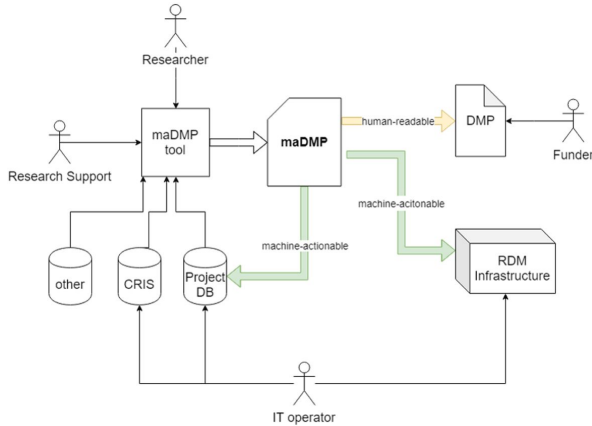 Researcher
maDMP
tool
maDMP
human-readable
DMP
Research Support
Funder
machine-acitonable
machine-actionable
other
CRIS
Project
DB
RDM
Infrastructure
IT operator